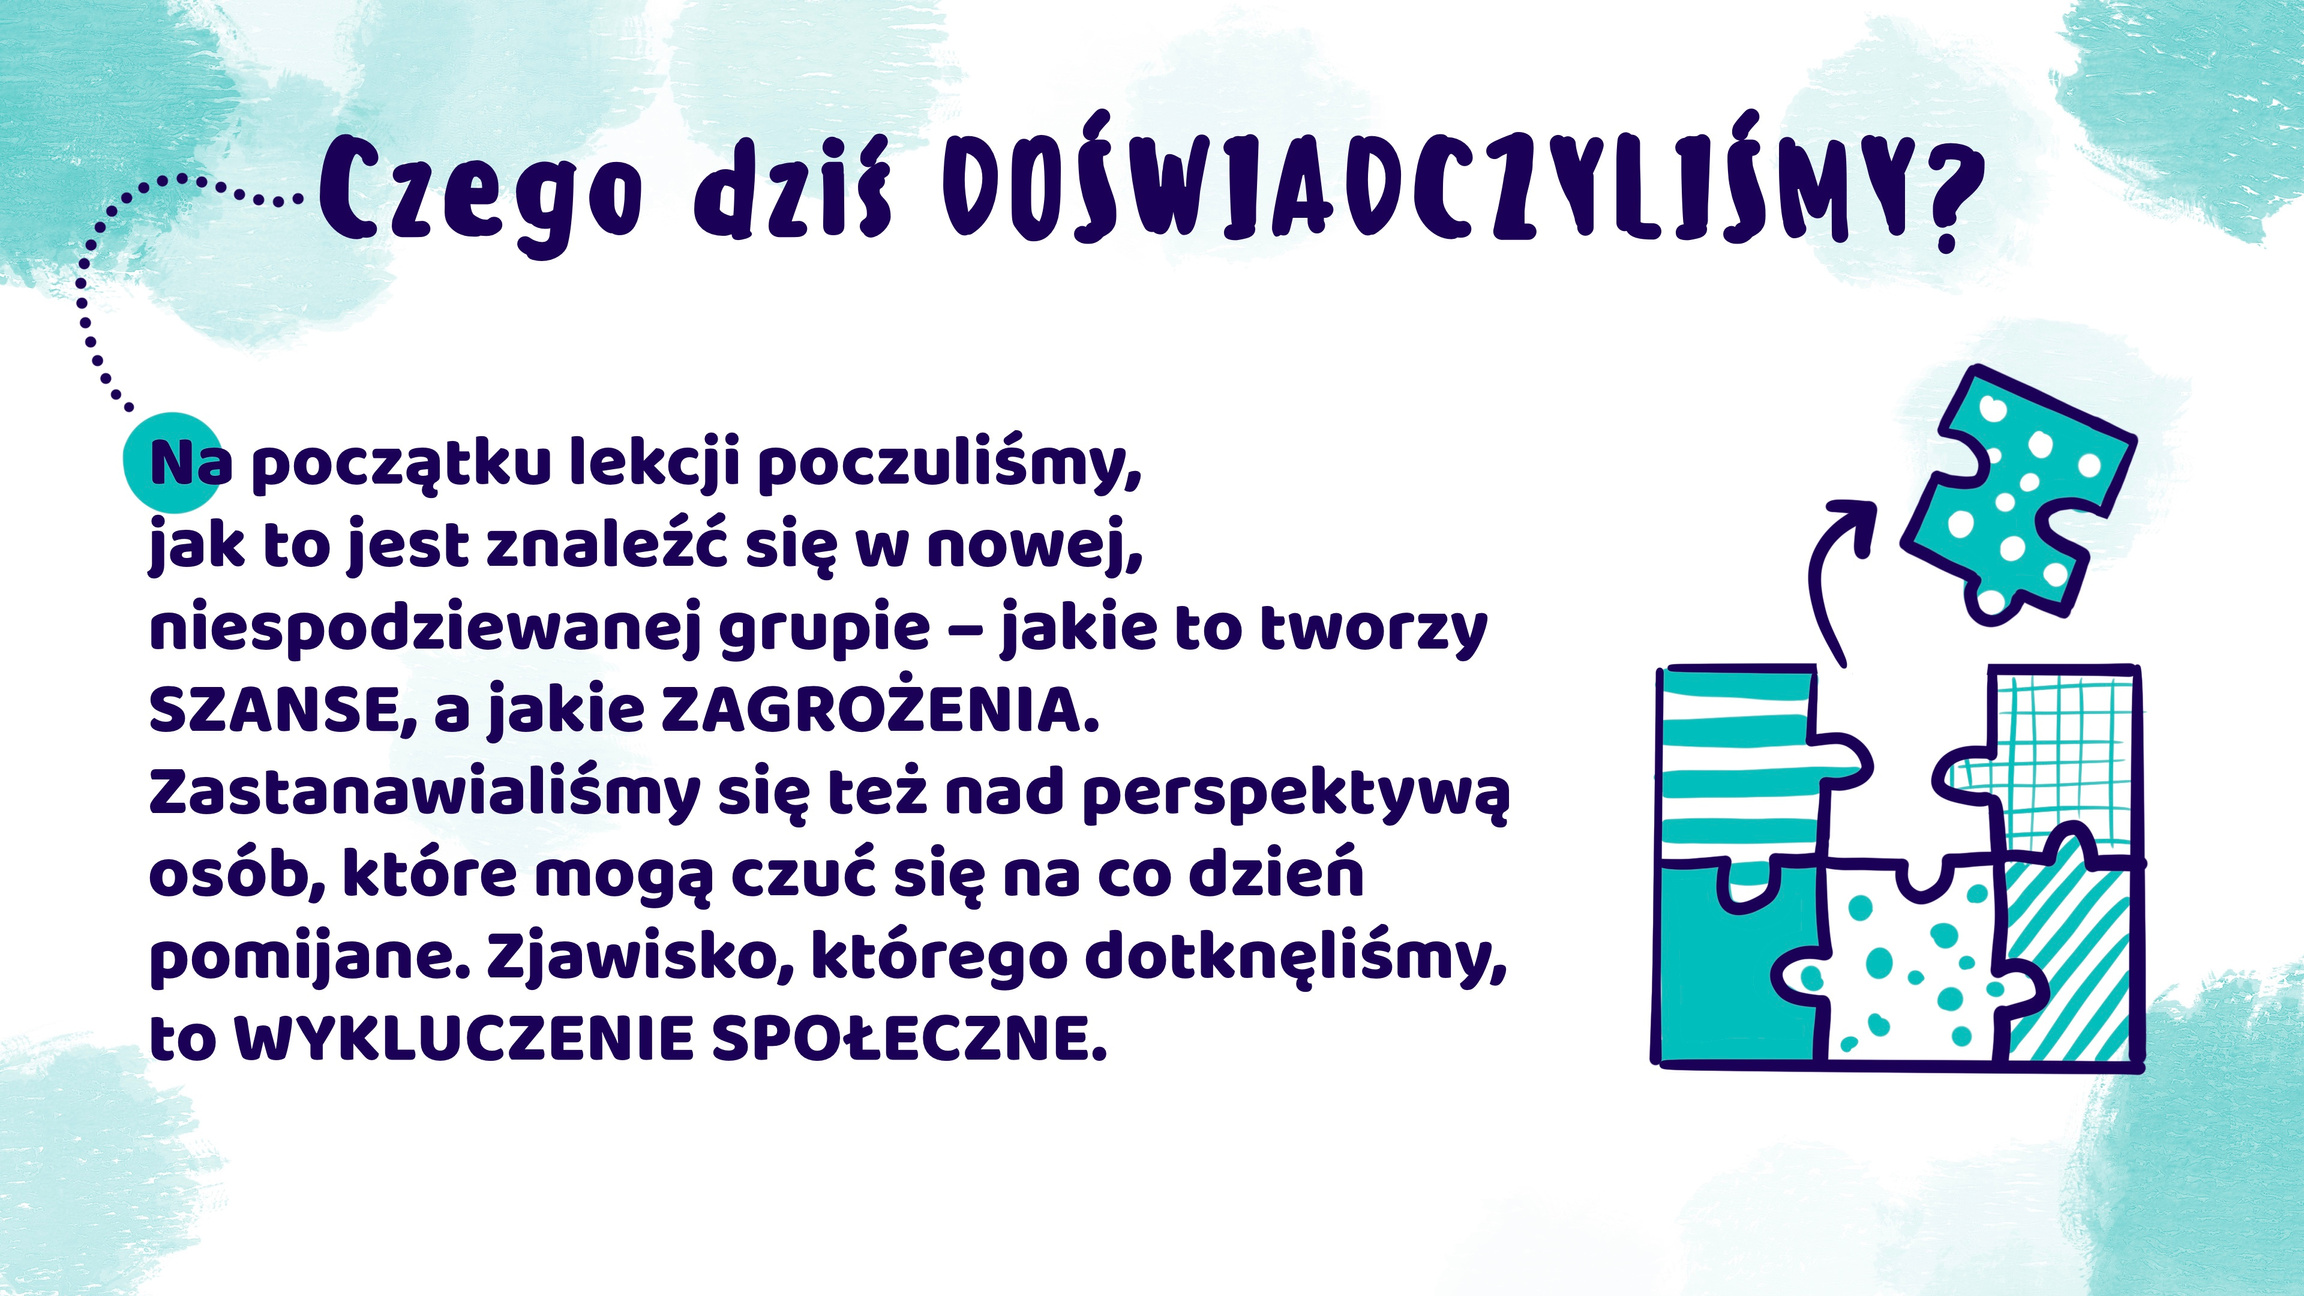 Czego dziś DOŚWIADCZYLIŚMY?
Na początku lekcji poczuliśmy,
jak to jest znaleźć się w nowej,
niespodziewanej grupie – jakie to tworzy
SZANSE, a jakie ZAGROŻENIA.
Zastanawialiśmy się też nad perspektywą
osób, które mogą czuć się na co dzień
pomijane. Zjawisko, którego dotknęliśmy,
to WYKLUCZENIE SPOŁECZNE.